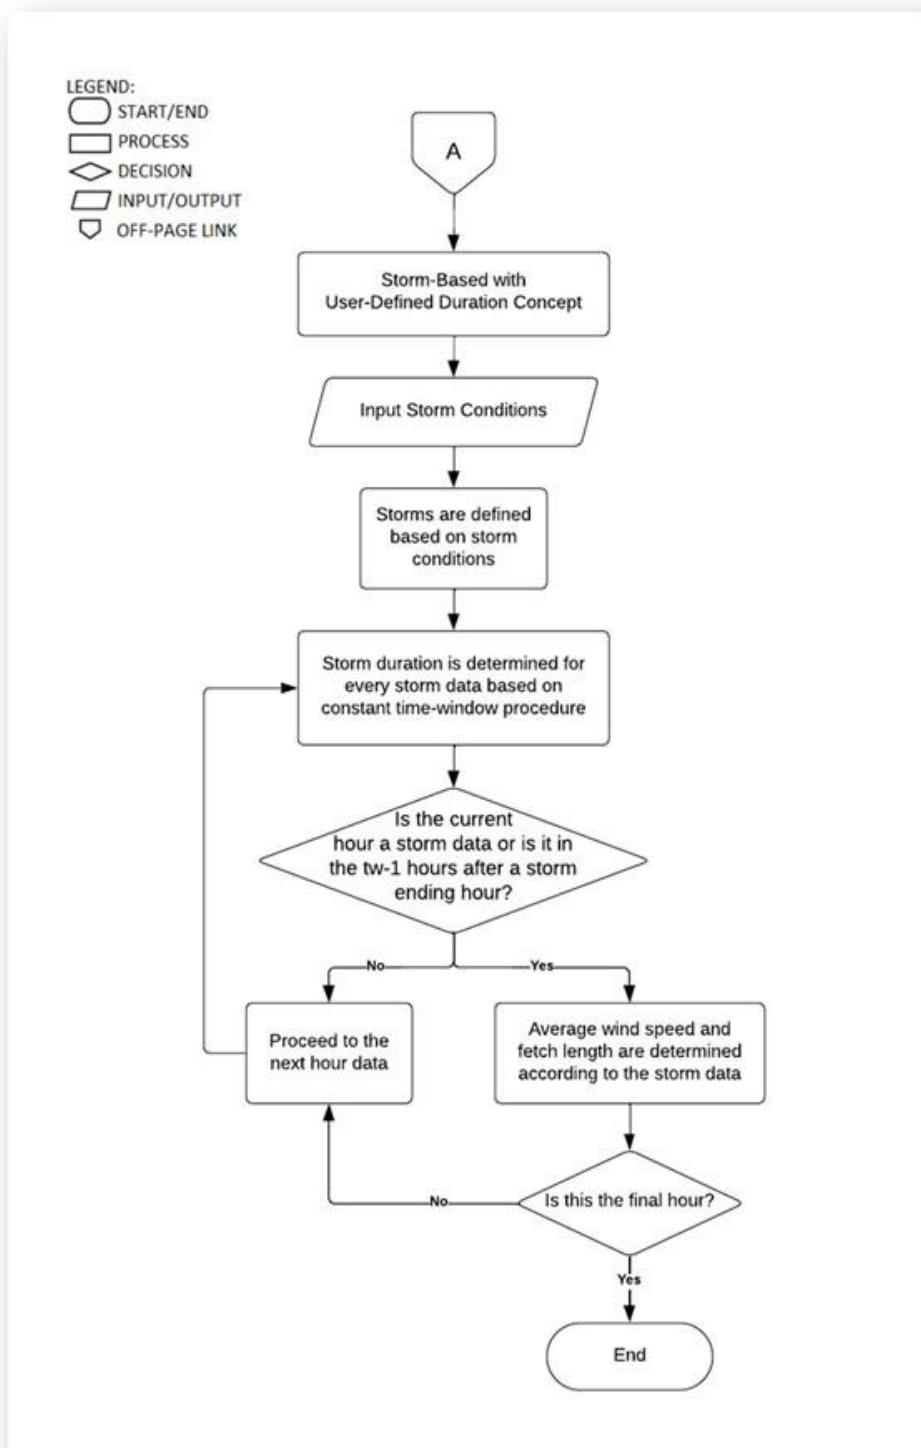 LEGEND:
START/END
PROCESS
DECISION
INPUT/OUTPUT
OFF-PAGE LINK
A
Storm-Based with
User-Defined Duration Concept
Input Storm Conditions
Storms are defined
based on storm
conditions
Storm duration is determined for
every storm data based on
constant time-window procedure
Is the current
hour a storm data or is it in
the tw-1 hours after a storm
ending hour?
No
Yes
Proceed to the
next hour data
Average wind speed and
fetch length are determined
according to the storm data
Is this the final hour?
No
Yes
End